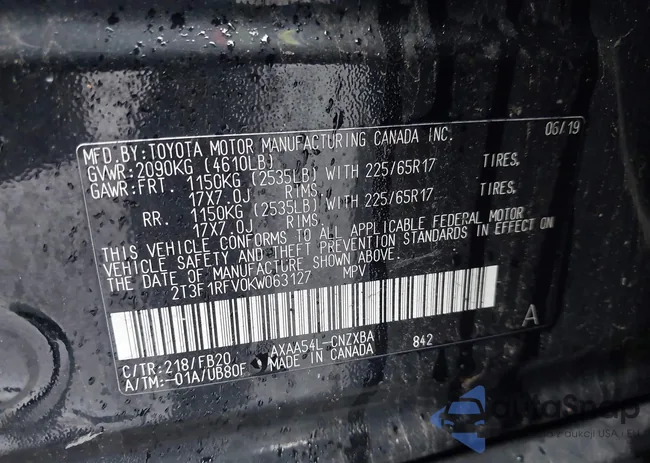 MFD.BY:TOYOTA MOTOR MANUFACTURING CANADA INC. 06/19
GVWR:2090KG (4610LB)
GAWR:FRT. 1150KG (2535LB) WITH 225/65R17 TIRES,
17X7.0J RIMS.
RR. 1150KG (2535LB) WITH 225/65R17 TIRES,
17X7.0J RIMS.
THIS VEHICLE CONFORMS TO ALL APPLICABLE FEDERAL MOTOR
VEHICLE SAFETY AND THEFT PREVENTION STANDARDS IN EFFECT ON
THE DATE OF MANUFACTURE SHOWN ABOVE.
2T3F1RFV0KW063127 MPV
C/TR:218/FB20 AXAA54L-CNZXBA 842 A
A/TM:-01A/UB80F MADE IN CANADA
autaSnap
USA i EU